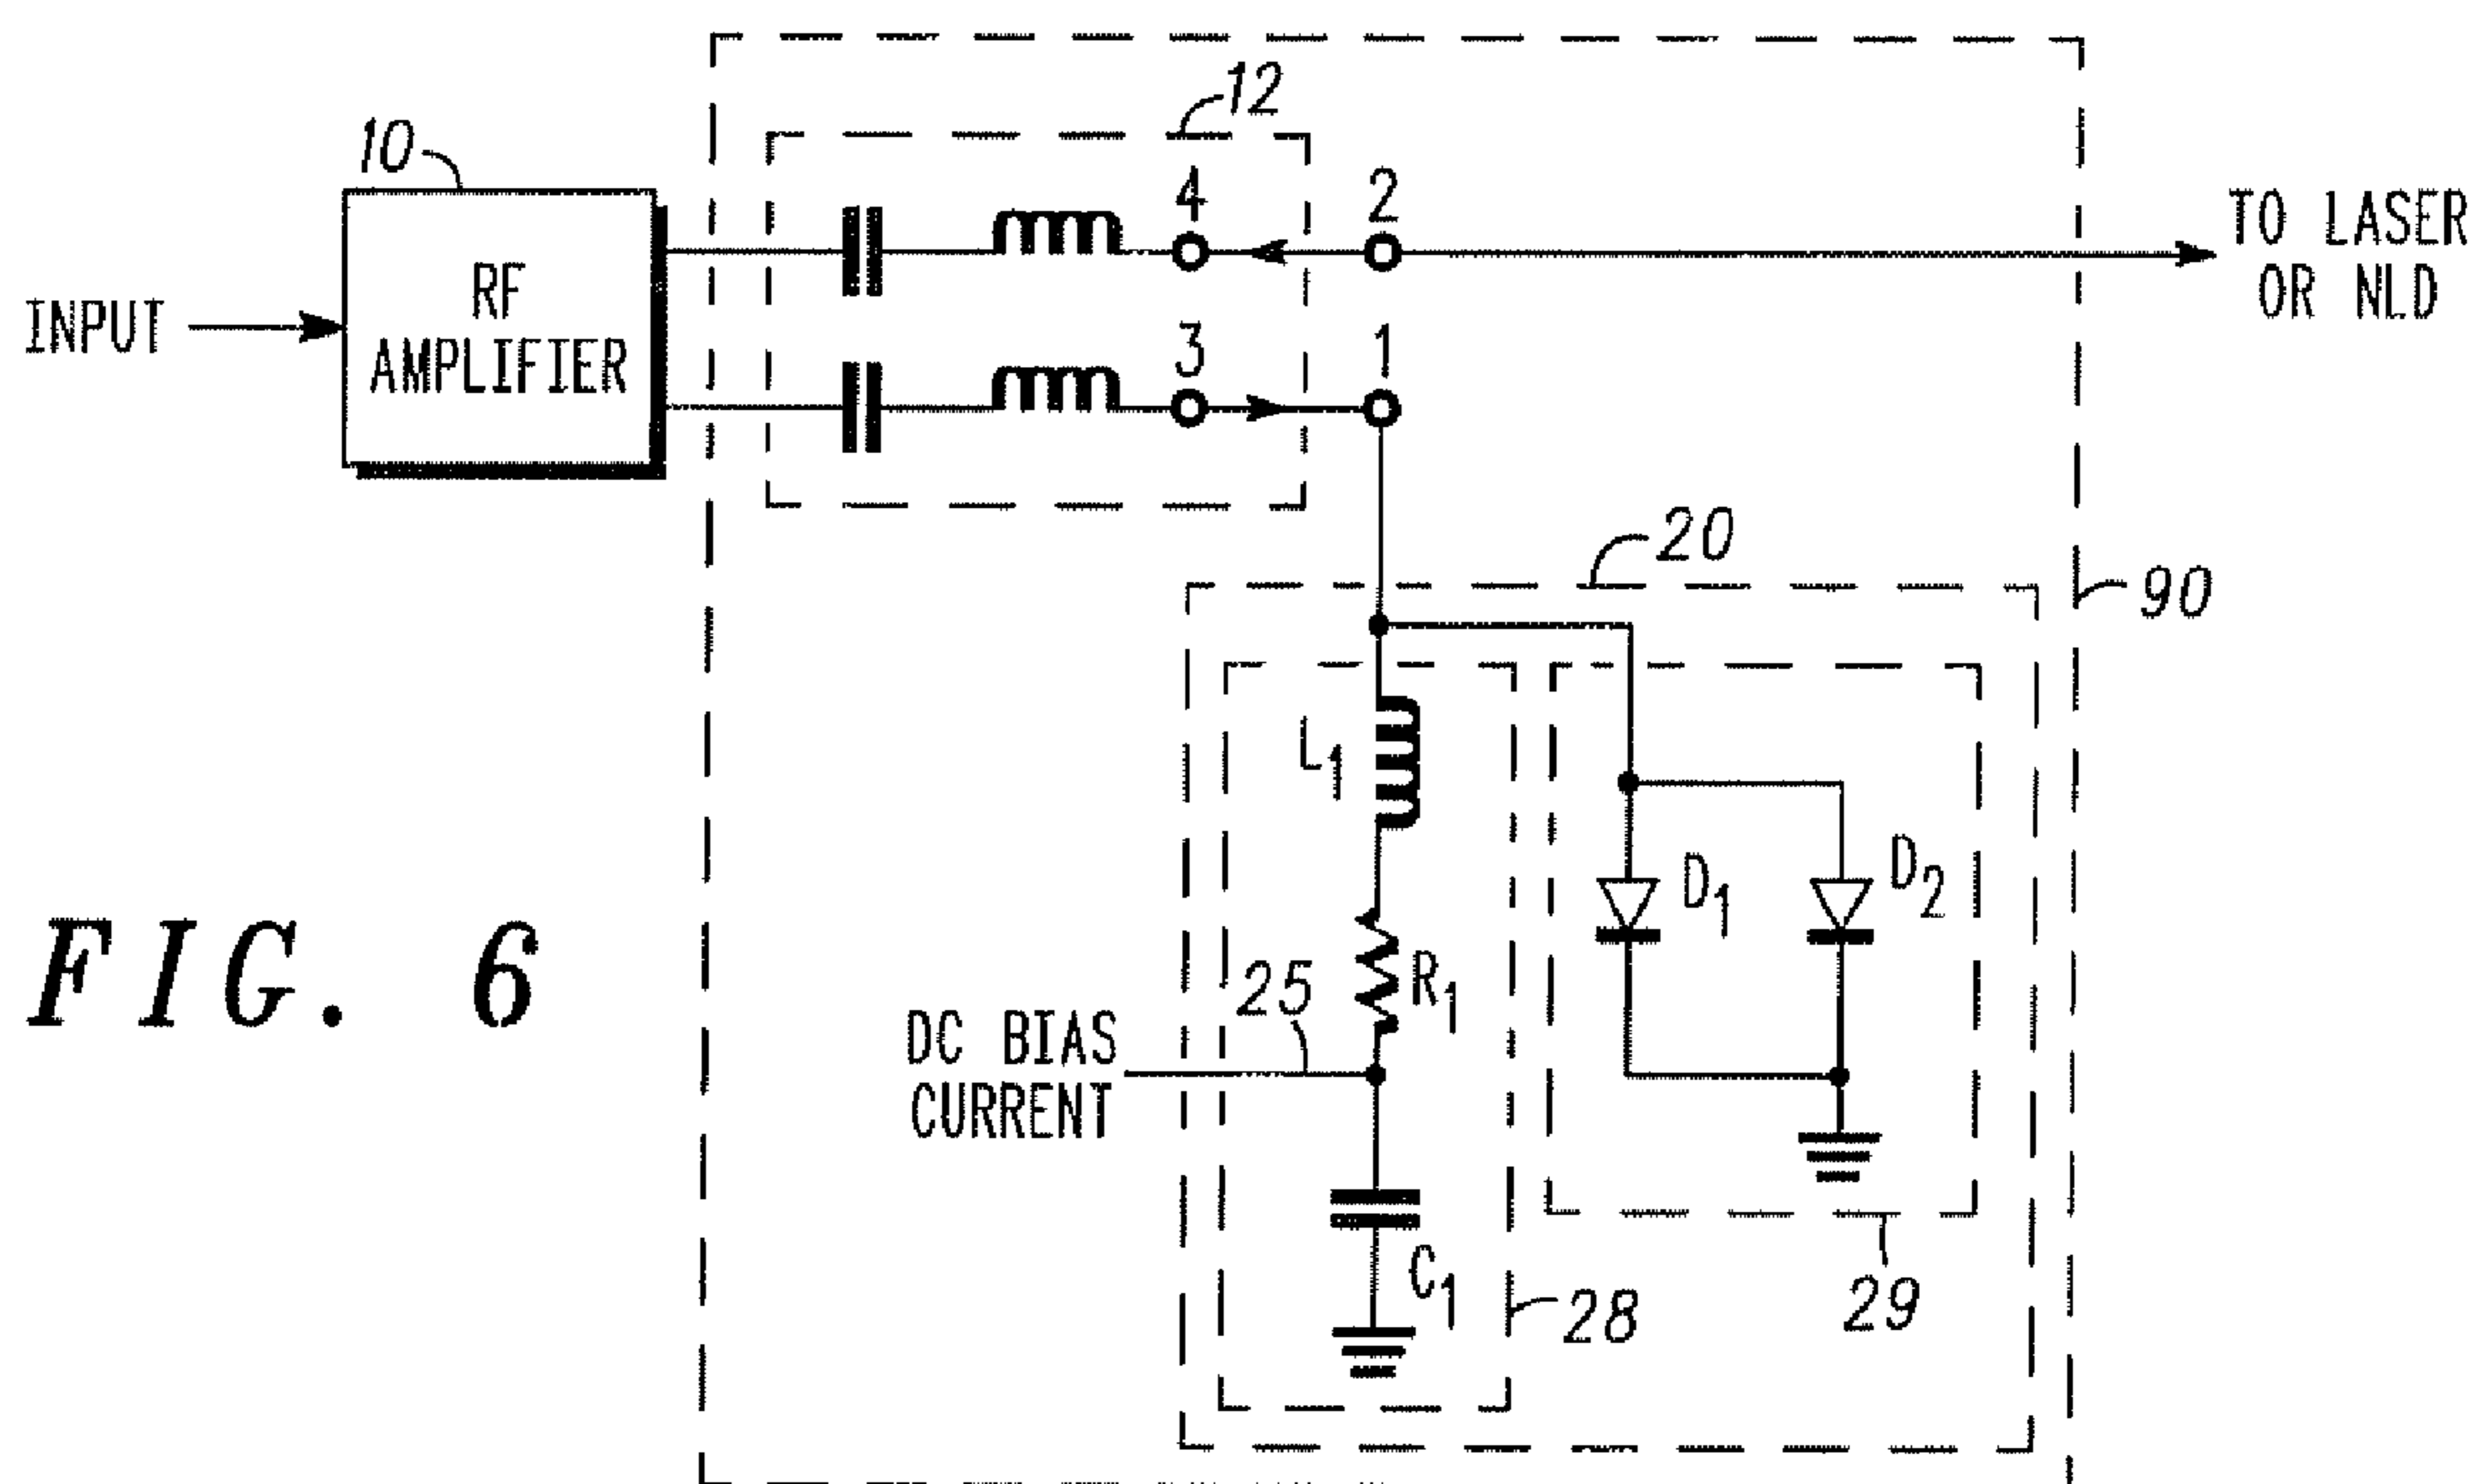 12
10
4
2
TO LASER
OR NLD
RF
AMPLIFIER
INPUT
3
1
20
90
L1
D1
D2
R1
25
DC BIAS
CURRENT
C1
28
29
FIG. 6